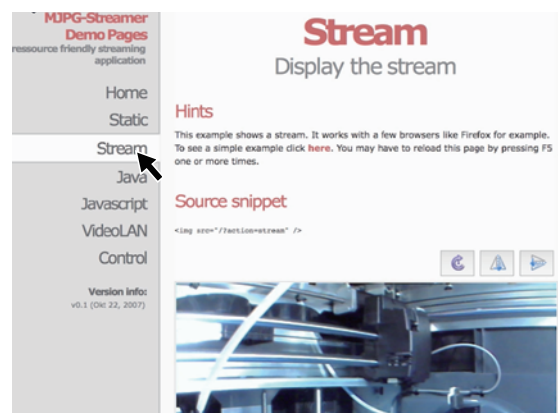 MJPG-Streamer
Demo Pages
ressource friendly streaming
application
Home
Static
Stream
Java
Javascript
VideoLAN
Control
Version info:
v0.1 (Okt 22, 2007)
Stream
Display the stream
Hints
This example shows a stream. It works with a few browsers like Firefox for example.
To see a simple example click here. You may have to reload this page by pressing F5
one or more times.
Source snippet
<img src="/?action=stream" />